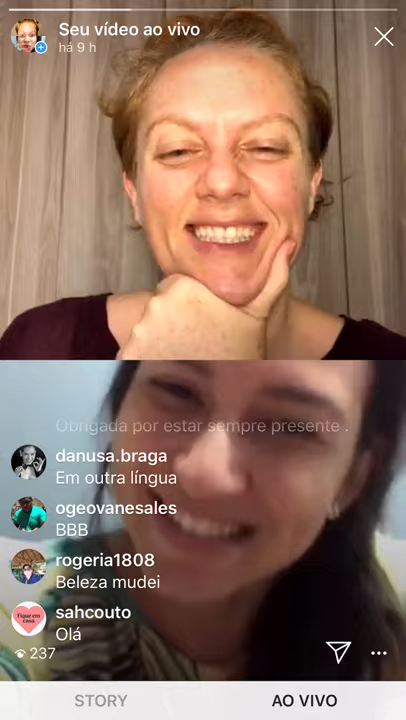 Seu vídeo ao vivo
há 9 h
Obrigada por estar sempre presente .
danusa.braga
Em outra língua
ogeovanesales
BBB
rogeria1808
Beleza mudei
Fique em
casa
sahcouto
Olá
237
STORY
AO VIVO